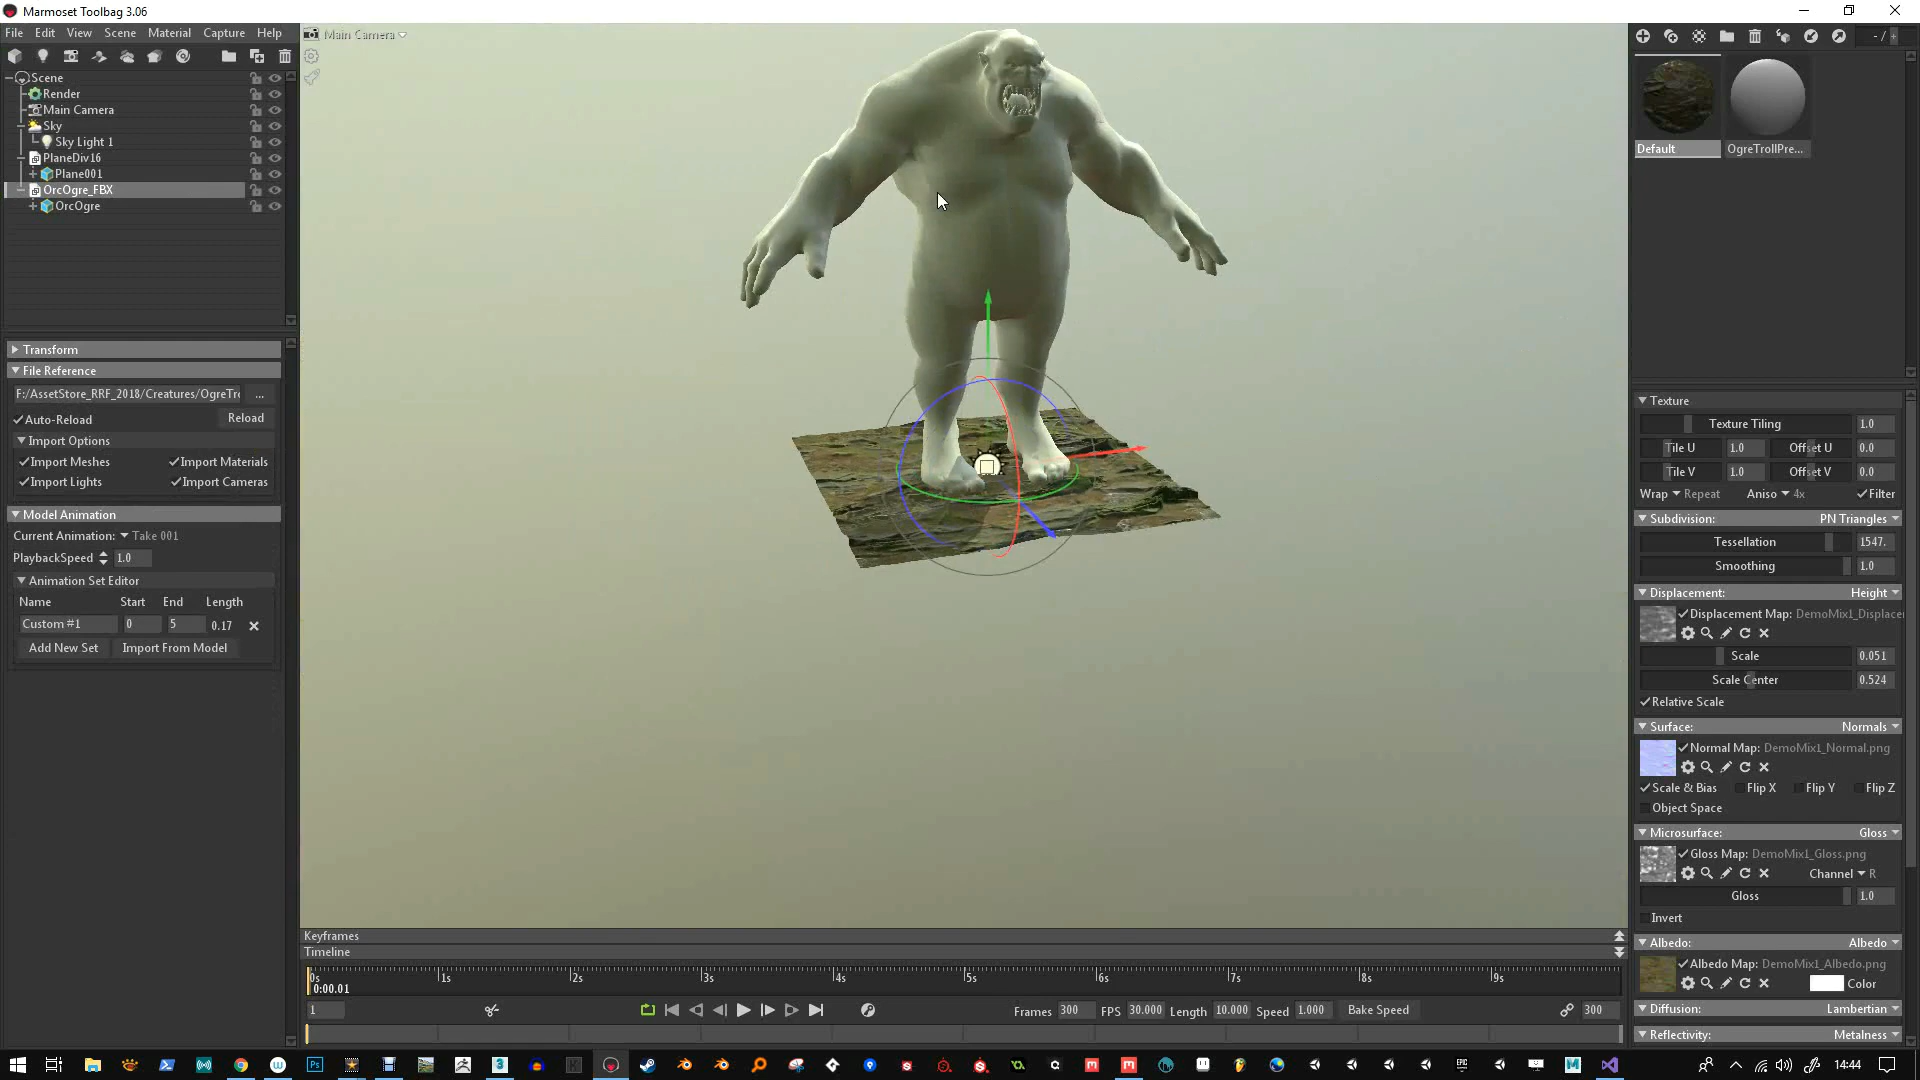 Marmoset Toolbag 3.06
File Edit View Scene Material Capture Help
Scene
Render
Main Camera
Sky
Sky Light 1
PlaneDiv16
Plane001
OrcOgre_FBX
OrcOgre
Transform
File Reference
F:/AssetStore_RRF_2018/Creatures/OgreTr
...
Auto-Reload
Reload
Import Options
Import Meshes Import Materials
Import Lights Import Cameras
Model Animation
Current Animation: Take 001
PlaybackSpeed 1.0
Animation Set Editor
Name Start End Length
Custom #1 0 5 0.17
Add New Set Import From Model
Main Camera
Keyframes
Timeline
0s 1s 2s 3s 4s 5s 6s 7s 8s 9s
0:00.01
1
Frames 300 FPS 30.000 Length 10.000 Speed 1.000 Bake Speed 300
- /
Default OgreTrollPre...
Texture
Texture Tiling 1.0
Tile U 1.0 Offset U 0.0
Tile V 1.0 Offset V 0.0
Wrap Repeat Aniso 4x Filter
Subdivision: PN Triangles
Tessellation 1547.
Smoothing 1.0
Displacement: Height
Displacement Map: DemoMix1_Displace
Scale 0.051
Scale Center 0.524
Relative Scale
Surface: Normals
Normal Map: DemoMix1_Normal.png
Scale & Bias Flip X Flip Y Flip Z
Object Space
Microsurface: Gloss
Gloss Map: DemoMix1_Gloss.png
Channel R
Gloss 1.0
Invert
Albedo: Albedo
Albedo Map: DemoMix1_Albedo.png
Color
Diffusion: Lambertian
Reflectivity: Metalness
14:44